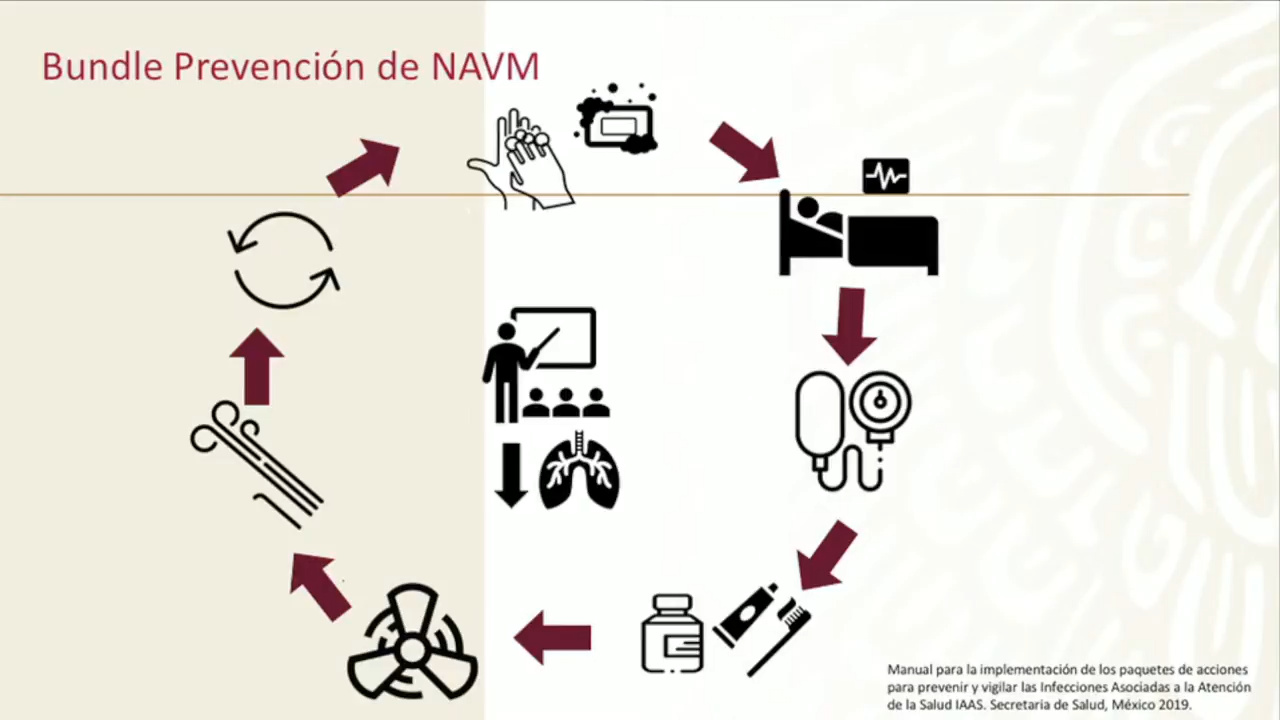 Bundle Prevención de NAVM
Manual para la implementación de los paquetes de acciones
para prevenir y vigilar las Infecciones Asociadas a la Atención
de la Salud IAAS. Secretaria de Salud, México 2019.